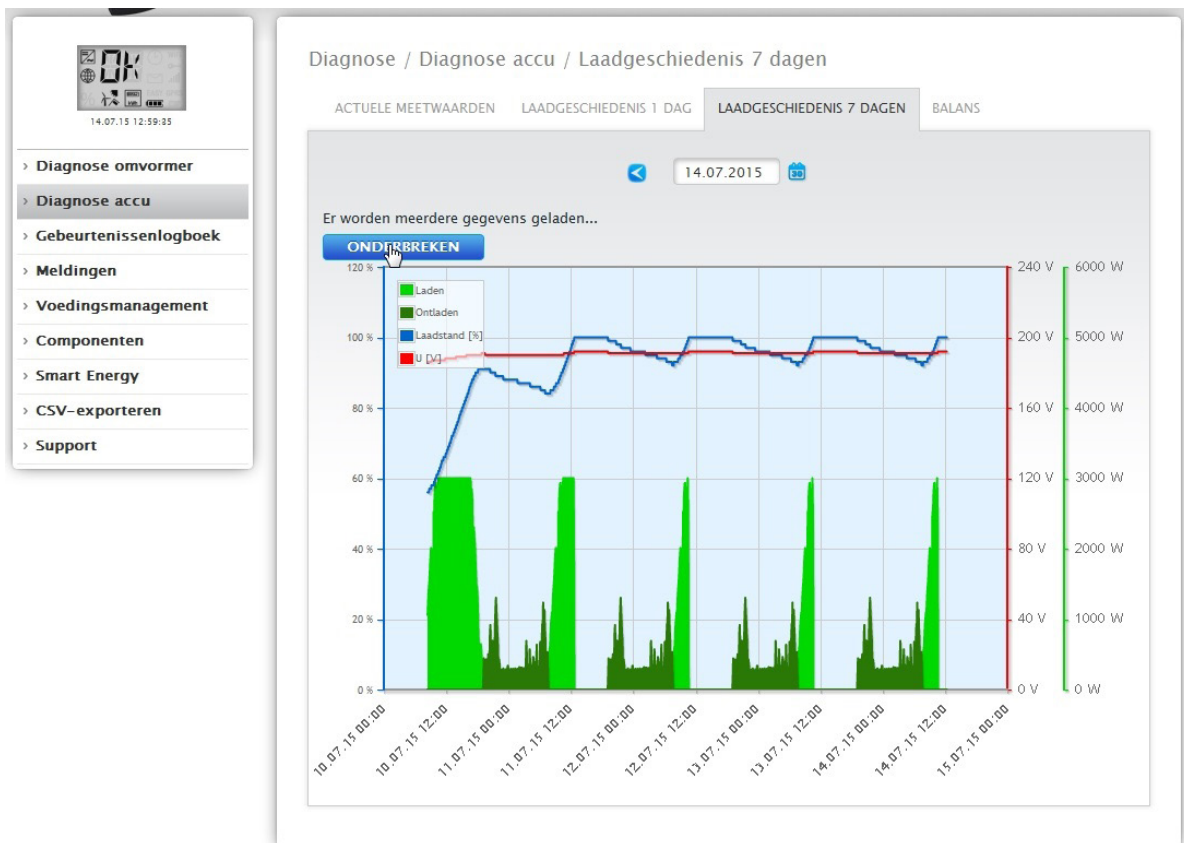 OK
14.07.15 12:59:35
› Diagnose omvormer
› Diagnose accu
› Gebeurtenissenlogboek
› Meldingen
› Voedingsmanagement
› Componenten
› Smart Energy
› CSV-exporteren
› Support
Diagnose / Diagnose accu / Laadgeschiedenis 7 dagen
ACTUELE MEETWAARDEN LAADGESCHIEDENIS 1 DAG LAADGESCHIEDENIS 7 DAGEN BALANS
14.07.2015 30
Er worden meerdere gegevens geladen...
ONDERBREKEN
120 % 240 V 6000 W
Laden
Ontladen
100 % Laadstand [%] 200 V 5000 W
U [V]
80 % 160 V 4000 W
60 % 120 V 3000 W
40 % 80 V 2000 W
20 % 40 V 1000 W
0 % 0 V 0 W
10.07.15 00:00
10.07.15 12:00
11.07.15 00:00
11.07.15 12:00
12.07.15 00:00
12.07.15 12:00
13.07.15 00:00
13.07.15 12:00
14.07.15 00:00
14.07.15 12:00
15.07.15 00:00